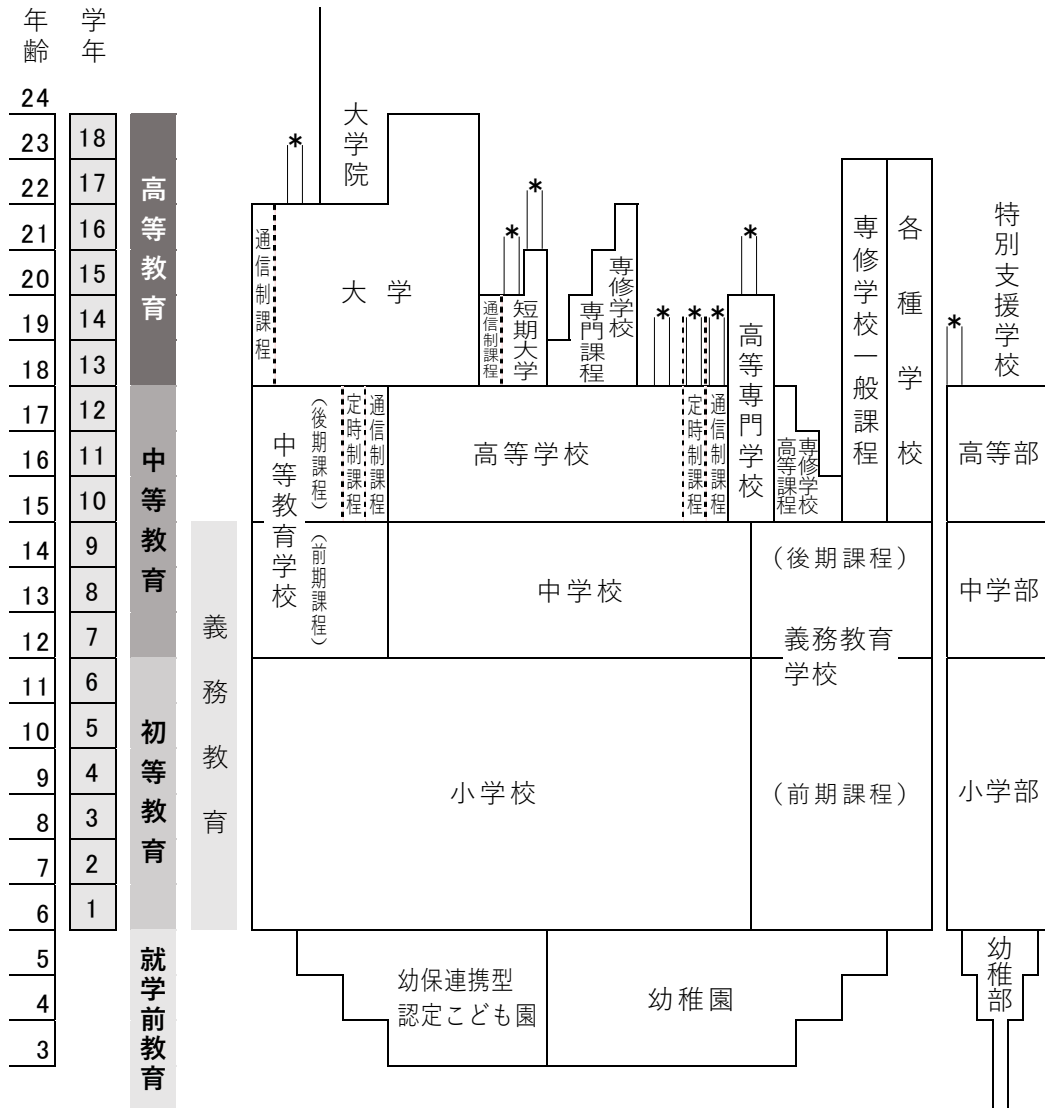 年齢
学年
24
23
22
21
20
19
18
17
16
15
14
13
12
11
10
9
8
7
6
5
4
3
18
17
16
15
14
13
12
11
10
9
8
7
6
5
4
3
2
1
高等教育
中等教育
初等教育
就学前教育
義務教育
*
大学院
通信制課程
大学
*
*
通信制課程
短期大学
専修学校
専門課程
*
*
*
*
高等専門学校
専修学校一般課程
各種学校
特別支援学校
*
中等教育学校
(後期課程)
(前期課程)
定時制課程
通信制課程
高等学校
定時制課程
通信制課程
専修学校
高等課程
高等部
中学校
(後期課程)
義務教育
学校
(前期課程)
中学部
小学校
小学部
幼保連携型
認定こども園
幼稚園
幼稚部